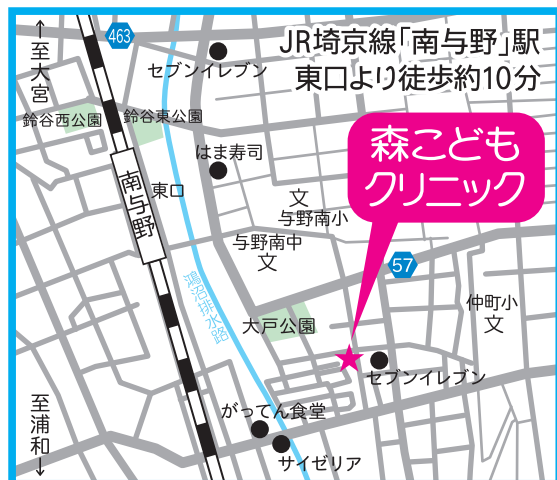 ↑至大宮
463
セブンイレブン
JR埼京線「南与野」駅
東口より徒歩約10分
鈴谷西公園
鈴谷東公園
森こども
クリニック
はま寿司
南与野
東口
文
与野南小
与野南中
文
57
鴻沼排水路
大戸公園
仲町小
文
セブンイレブン
至浦和↓
がってん食堂
サイゼリア